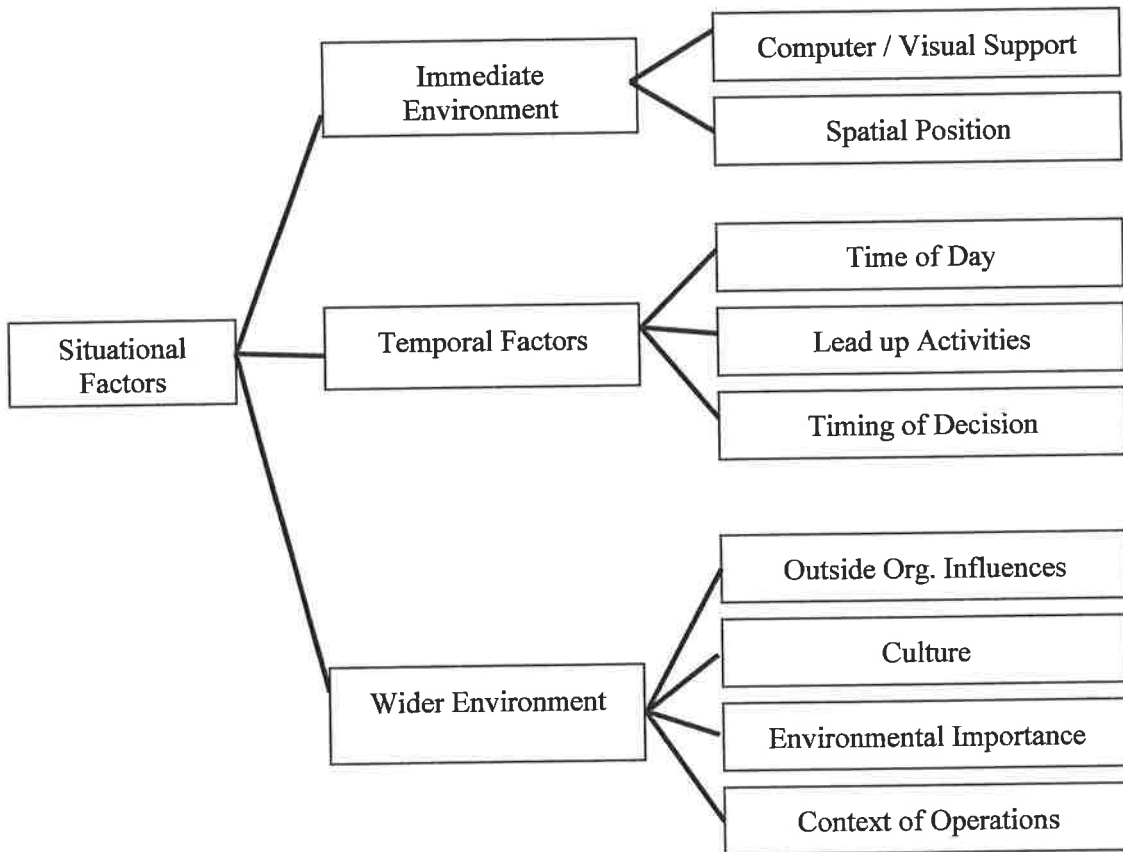 Immediate
Environment
Computer / Visual Support
Spatial Position
Situational
Factors
Temporal Factors
Time of Day
Lead up Activities
Timing of Decision
Wider Environment
Outside Org. Influences
Culture
Environmental Importance
Context of Operations